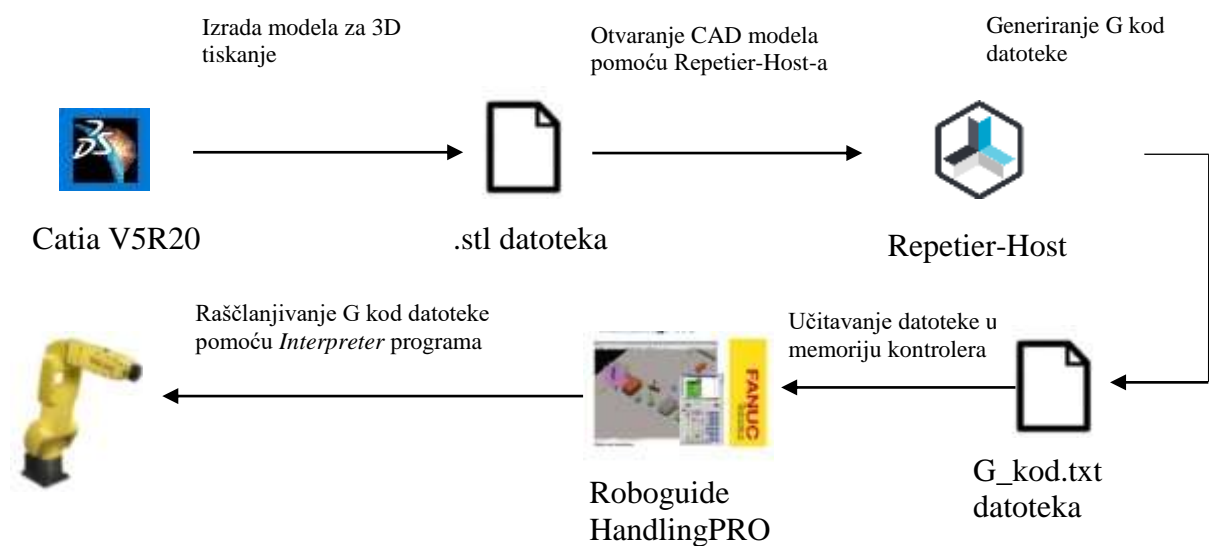 Izrada modela za 3D
tiskanje
Otvaranje CAD modela
pomoću Repetier-Host-a
Generiranje G kod
datoteke
Catia V5R20
.stl datoteka
Repetier-Host
Raščlanjivanje G kod datoteke
pomoću Interpreter programa
Učitavanje datoteke u
memoriju kontrolera
FANUC
Roboguide
HandlingPRO
G_kod.txt
datoteka